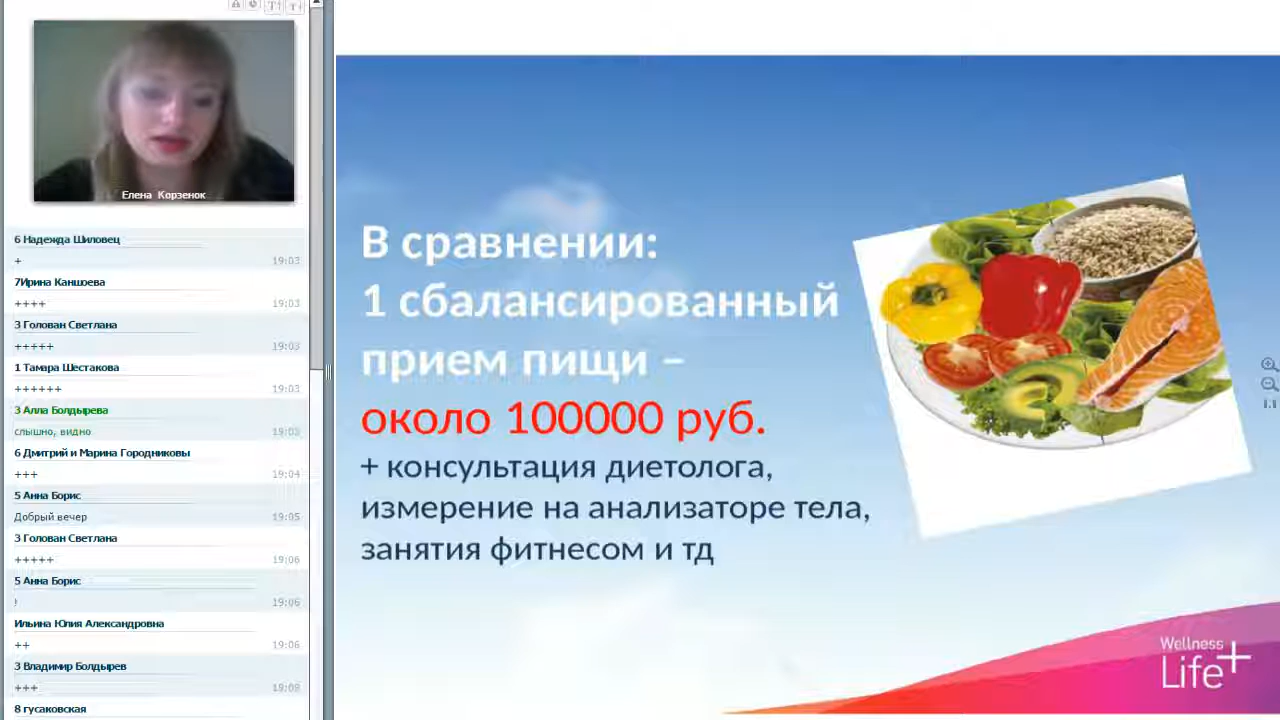 Елена Корзенок
6 Надежда Шиловец
+ 19:03
7Ирина Каншоева
++++ 19:03
3 Голован Светлана
+++++ 19:03
1 Тамара Шестакова
++++++ 19:03
3 Алла Болдырева
слышно, видно 19:03
6 Дмитрий и Марина Городниковы
+++ 19:04
5 Анна Борис
Добрый вечер 19:05
3 Голован Светлана
+++++ 19:06
5 Анна Борис
! 19:06
Ильина Юлия Александровна
++ 19:06
3 Владимир Болдырев
+++ 19:09
8 гусаковская
В сравнении:
1 сбалансированный
прием пищи –
около 100000 руб.
+ консультация диетолога,
измерение на анализаторе тела,
занятия фитнесом и тд
Wellness
Life+
1:1